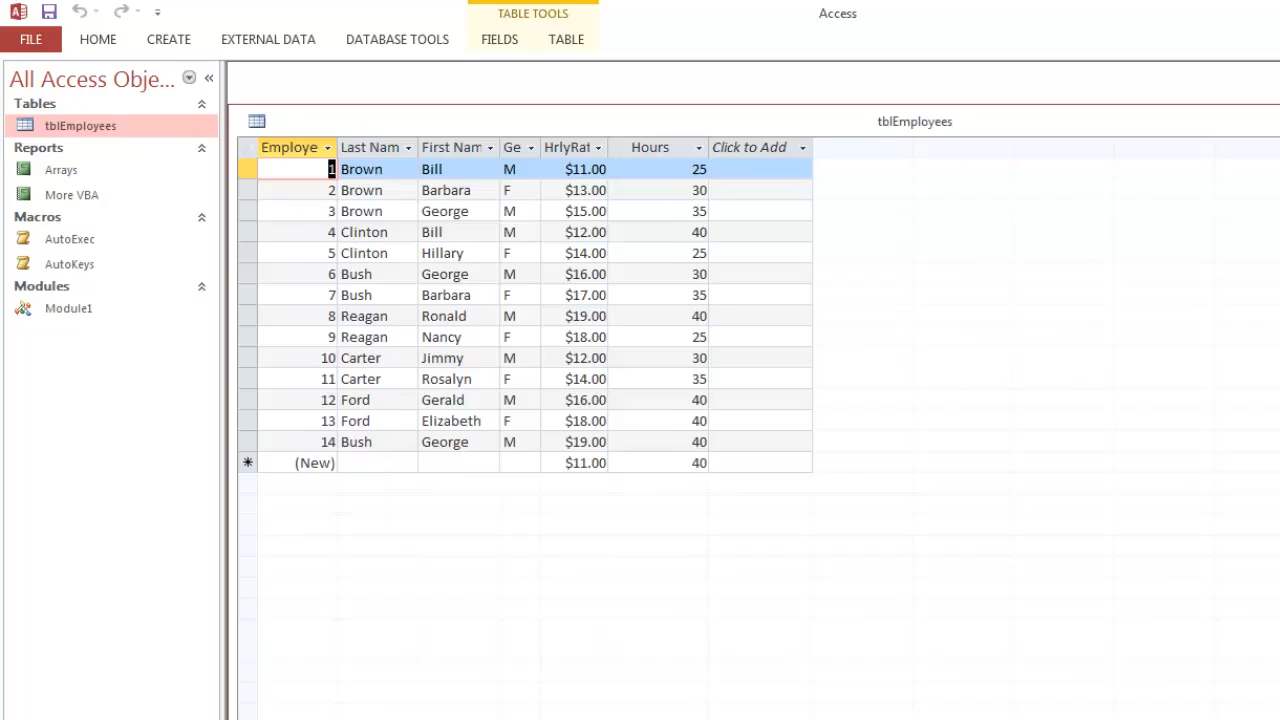 TABLE TOOLS Access
FILE HOME CREATE EXTERNAL DATA DATABASE TOOLS FIELDS TABLE
All Access Obje... «
Tables
tblEmployees
Reports
Arrays
More VBA
Macros
AutoExec
AutoKeys
Modules
Module1
tblEmployees
Employe Last Nam First Nam Ge HrlyRat Hours Click to Add
1 Brown Bill M $11.00 25
2 Brown Barbara F $13.00 30
3 Brown George M $15.00 35
4 Clinton Bill M $12.00 40
5 Clinton Hillary F $14.00 25
6 Bush George M $16.00 30
7 Bush Barbara F $17.00 35
8 Reagan Ronald M $19.00 40
9 Reagan Nancy F $18.00 25
10 Carter Jimmy M $12.00 30
11 Carter Rosalyn F $14.00 35
12 Ford Gerald M $16.00 40
13 Ford Elizabeth F $18.00 40
14 Bush George M $19.00 40
(New) $11.00 40